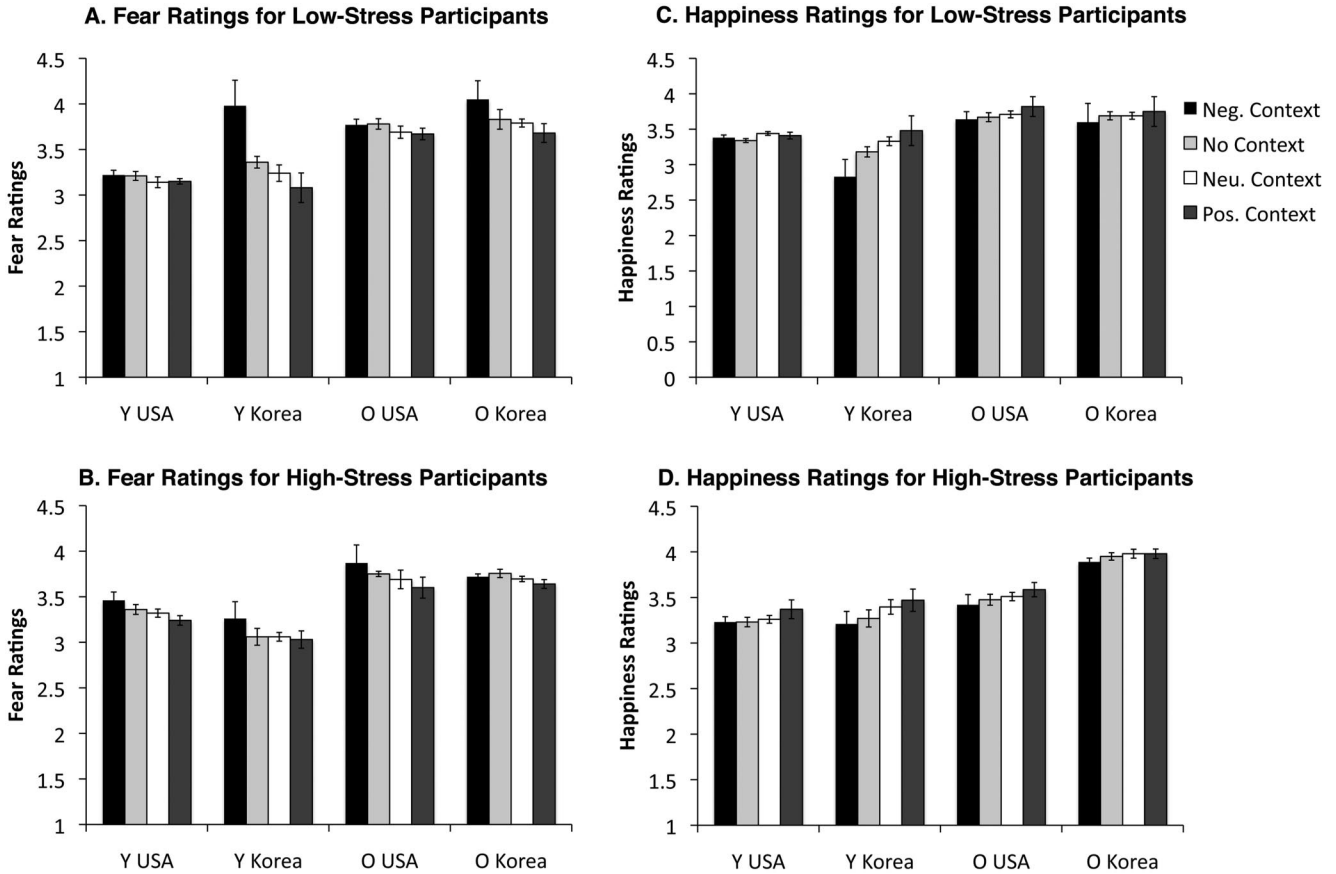 A. Fear Ratings for Low-Stress Participants
4.5
4
3.5
3
2.5
2
1.5
1
Fear Ratings
Y USA
Y Korea
O USA
O Korea
C. Happiness Ratings for Low-Stress Participants
4.5
4
3.5
3
2.5
2
1.5
1
0.5
0
Happiness Ratings
Y USA
Y Korea
O USA
O Korea
Neg. Context
No Context
Neu. Context
Pos. Context
B. Fear Ratings for High-Stress Participants
4.5
4
3.5
3
2.5
2
1.5
1
Fear Ratings
Y USA
Y Korea
O USA
O Korea
D. Happiness Ratings for High-Stress Participants
4.5
4
3.5
3
2.5
2
1.5
1
Happiness Ratings
Y USA
Y Korea
O USA
O Korea